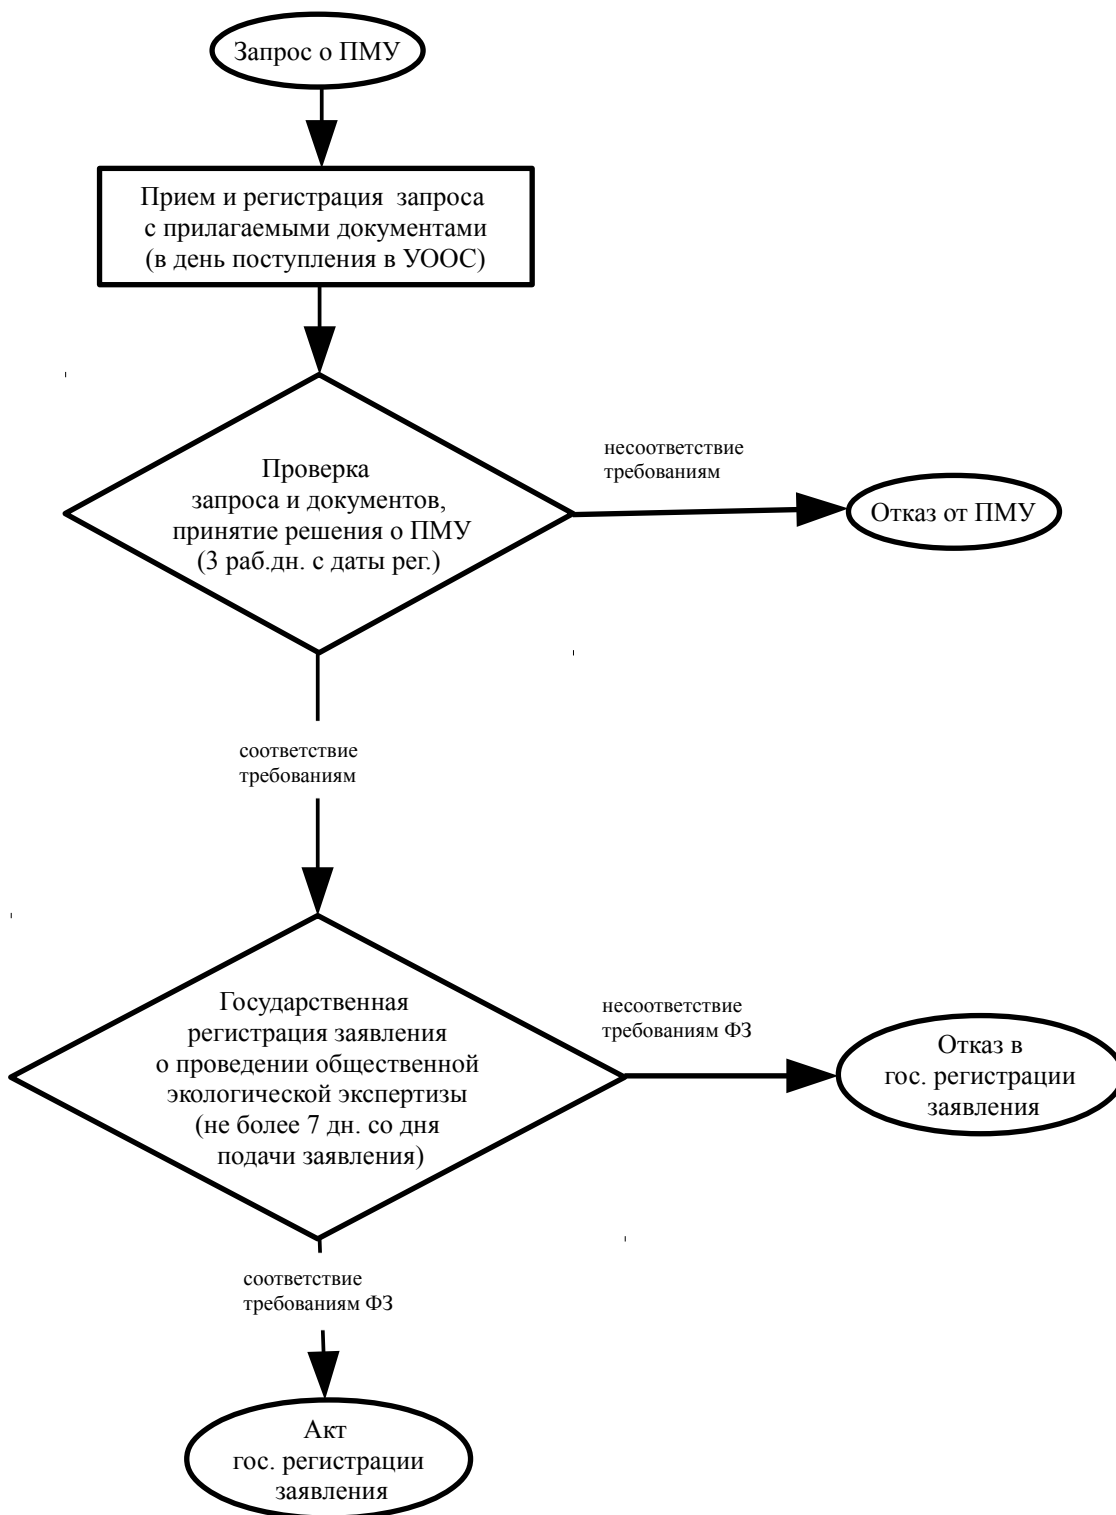 Запрос о ПМУ
Прием и регистрация запроса
с прилагаемыми документами
(в день поступления в УООС)
Проверка
запроса и документов,
принятие решения о ПМУ
(3 раб.дн. с даты рег.)
несоответствие
требованиям
Отказ от ПМУ
соответствие
требованиям
Государственная
регистрация заявления
о проведении общественной
экологической экспертизы
(не более 7 дн. со дня
подачи заявления)
несоответствие
требованиям ФЗ
Отказ в
гос. регистрации
заявления
соответствие
требованиям ФЗ
Акт
гос. регистрации
заявления